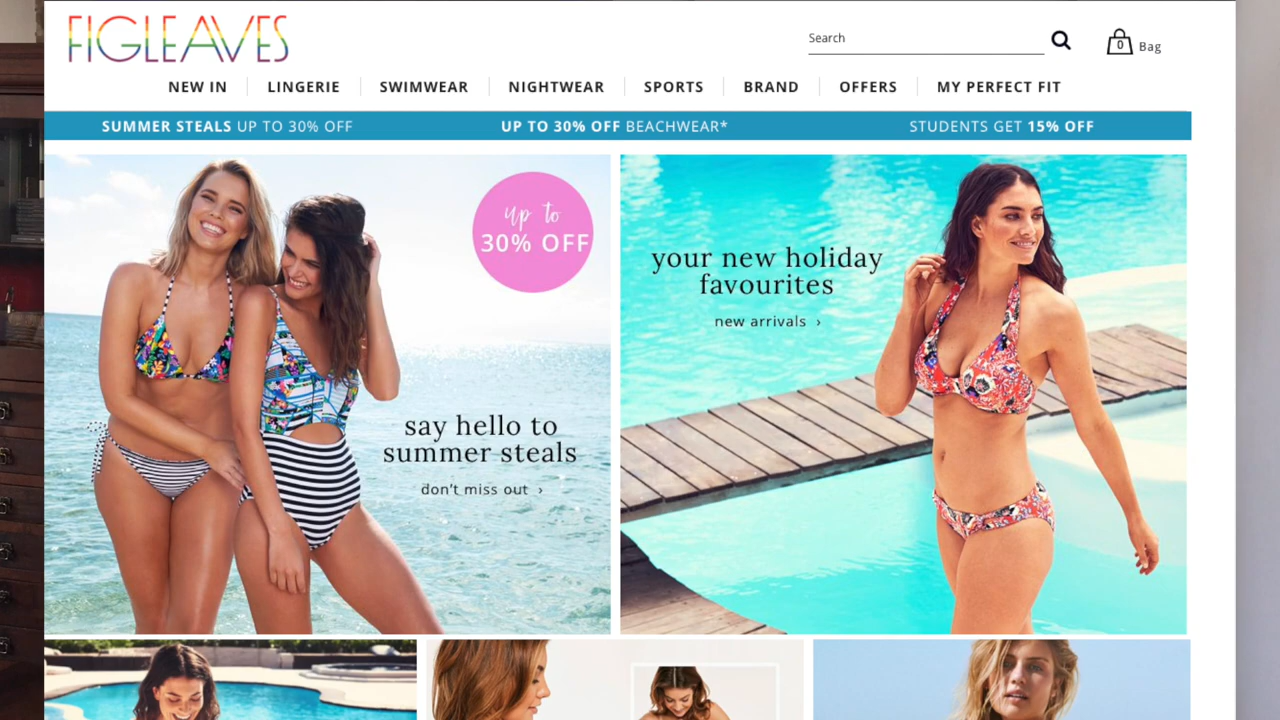 FIGLEAVES
Search
0 Bag
NEW IN LINGERIE SWIMWEAR NIGHTWEAR SPORTS BRAND OFFERS MY PERFECT FIT
SUMMER STEALS UP TO 30% OFF
UP TO 30% OFF BEACHWEAR*
STUDENTS GET 15% OFF
up to
30% OFF
say hello to
summer steals
don't miss out ›
your new holiday
favourites
new arrivals ›